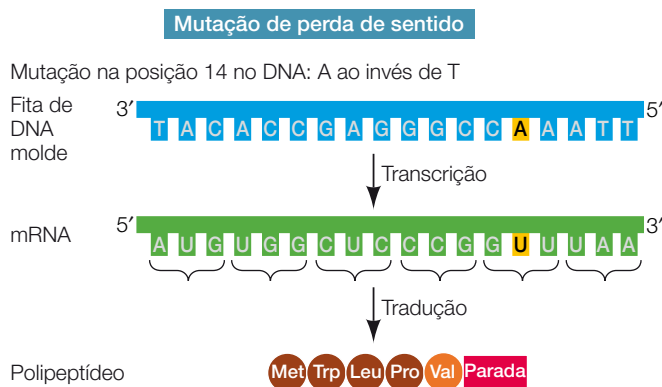 Mutação de perda de sentido
Mutação na posição 14 no DNA: A ao invés de T
Fita de DNA molde
3′ T A C A C C G A G G G C C A A A T T 5′
Transcrição
mRNA
5′ A U G U G G C U C C C G G U U U A A 3′
Tradução
Polipeptídeo
Met Trp Leu Pro Val Parada